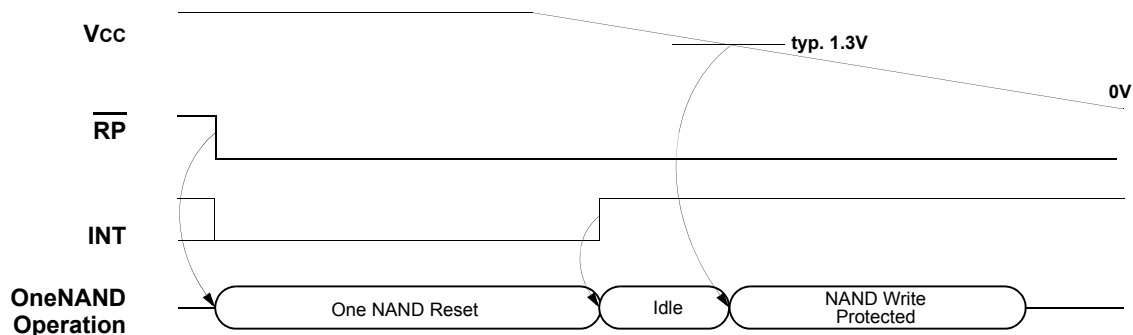 Vcc
typ. 1.3V
0V
RP
INT
OneNAND
Operation
One NAND Reset
Idle
NAND Write
Protected